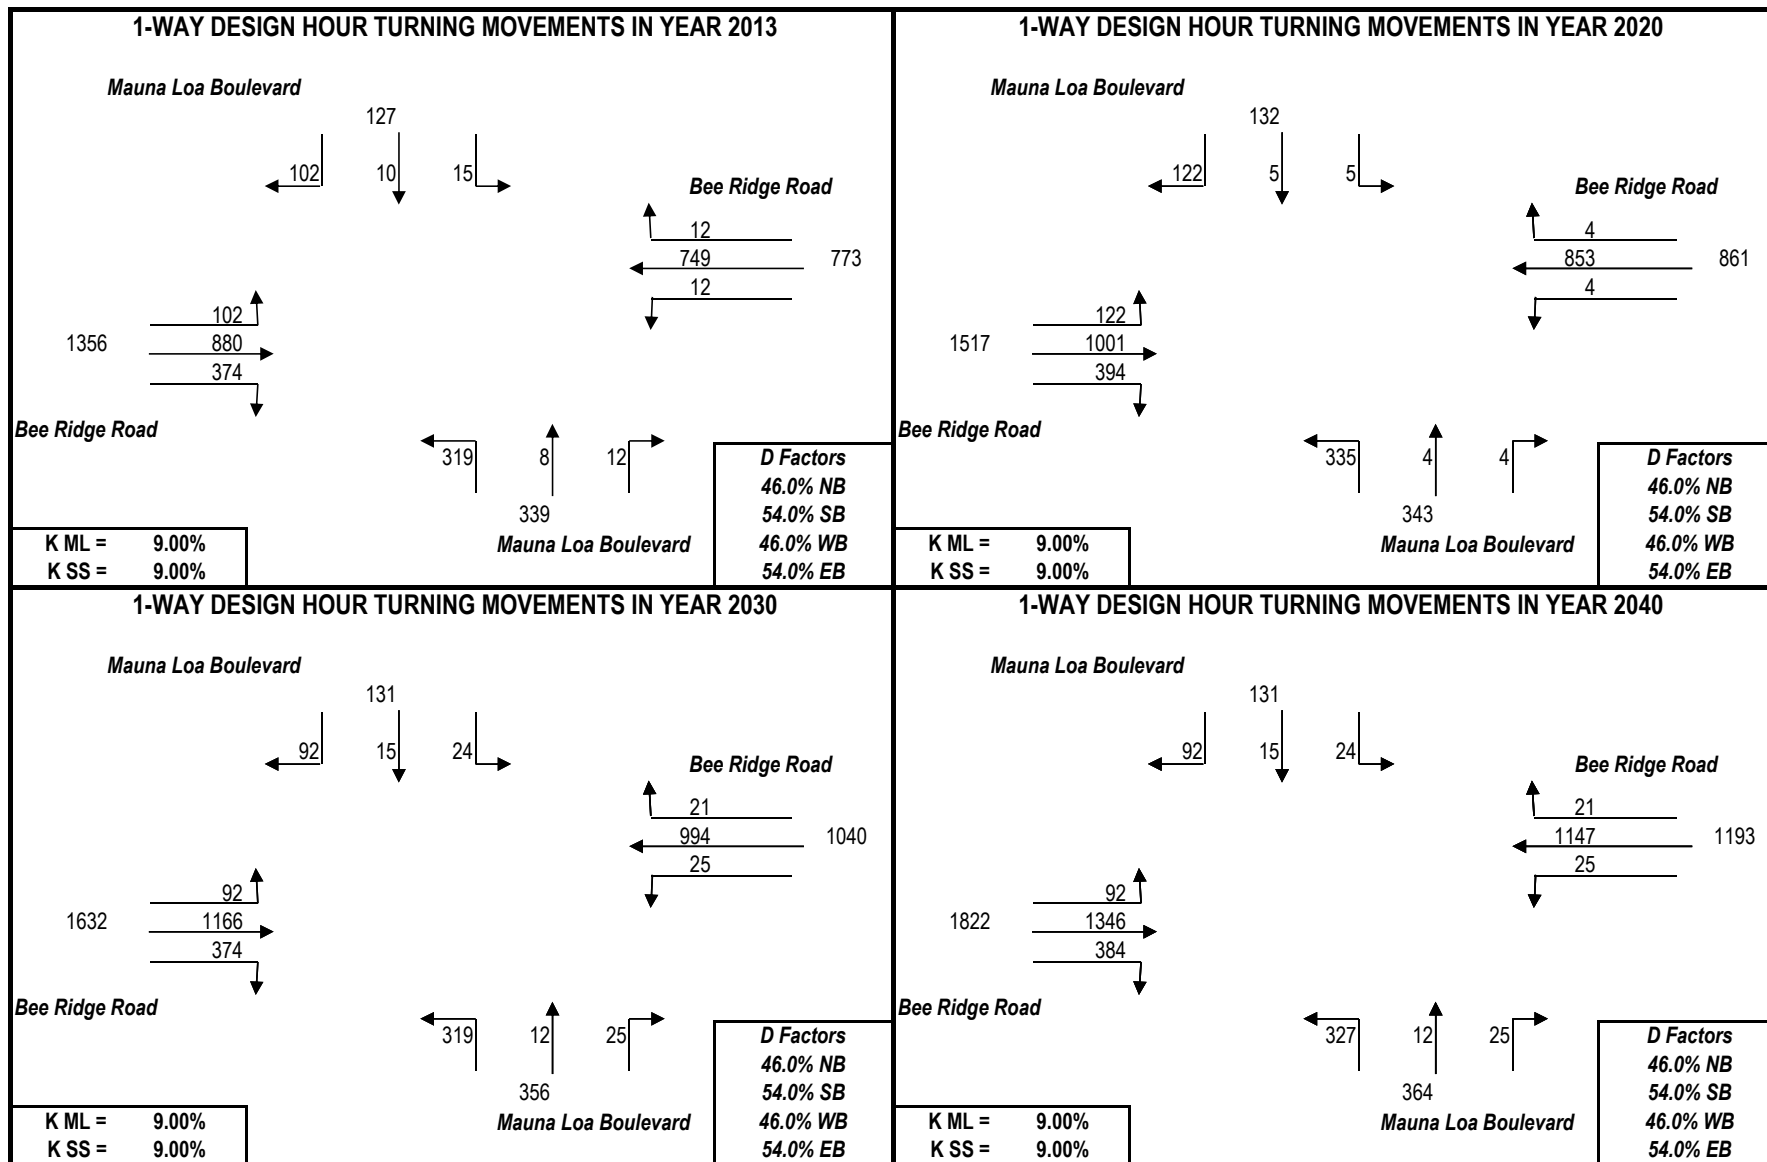 1-WAY DESIGN HOUR TURNING MOVEMENTS IN YEAR 2013
Mauna Loa Boulevard
127
102 10 15
Bee Ridge Road
12
749 773
12
102
1356 880
374
Bee Ridge Road
319 8 12
339
Mauna Loa Boulevard
D Factors
46.0% NB
54.0% SB
46.0% WB
54.0% EB
K ML = 9.00%
K SS = 9.00%
1-WAY DESIGN HOUR TURNING MOVEMENTS IN YEAR 2020
Mauna Loa Boulevard
132
122 5 5
Bee Ridge Road
4
853 861
4
122
1517 1001
394
Bee Ridge Road
335 4 4
343
Mauna Loa Boulevard
D Factors
46.0% NB
54.0% SB
46.0% WB
54.0% EB
K ML = 9.00%
K SS = 9.00%
1-WAY DESIGN HOUR TURNING MOVEMENTS IN YEAR 2030
Mauna Loa Boulevard
131
92 15 24
Bee Ridge Road
21
994 1040
25
92
1632 1166
374
Bee Ridge Road
319 12 25
356
Mauna Loa Boulevard
D Factors
46.0% NB
54.0% SB
46.0% WB
54.0% EB
K ML = 9.00%
K SS = 9.00%
1-WAY DESIGN HOUR TURNING MOVEMENTS IN YEAR 2040
Mauna Loa Boulevard
131
92 15 24
Bee Ridge Road
21
1147 1193
25
92
1822 1346
384
Bee Ridge Road
327 12 25
364
Mauna Loa Boulevard
D Factors
46.0% NB
54.0% SB
46.0% WB
54.0% EB
K ML = 9.00%
K SS = 9.00%